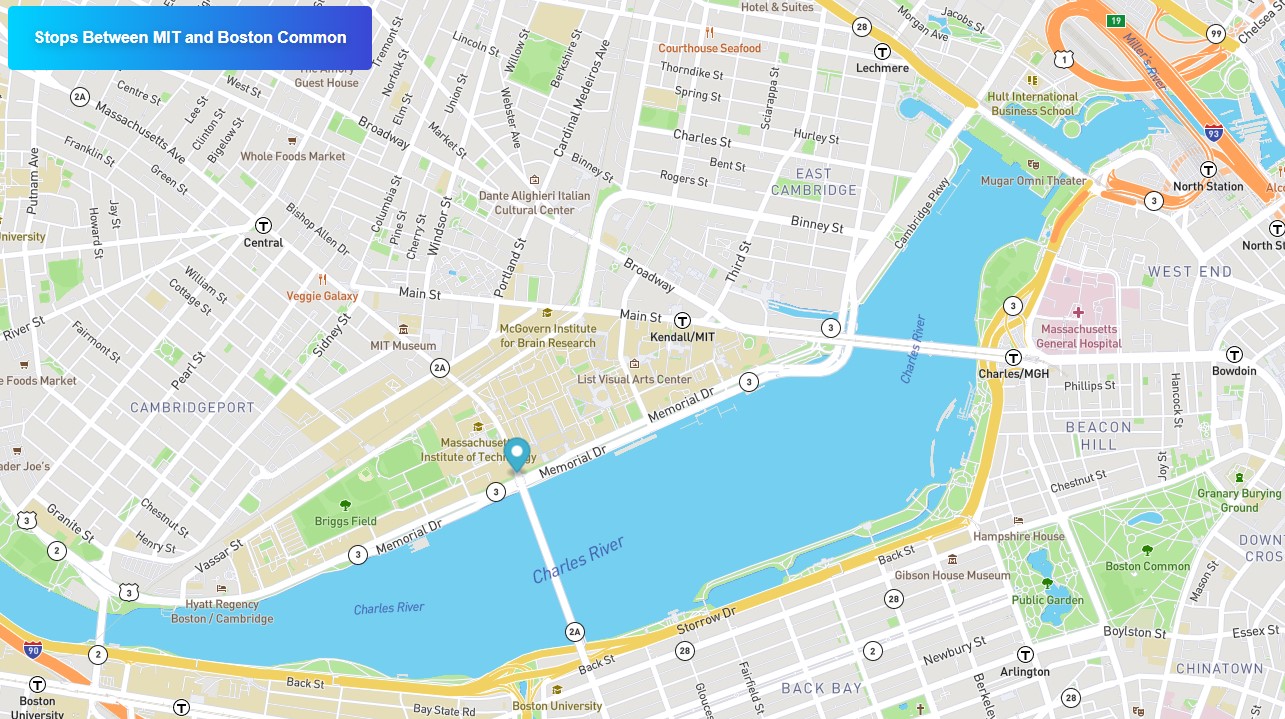 Stops Between MIT and Boston Common
Hotel & Suites
Courthouse Seafood
Lechmere
Morgan Ave
Jacobs St
28
19
1
99
Chelsea S
Miller's River
93
Hult International
Business School
Mugar Omni Theater
North Station
3
North St
Alc
Guest House
Tremont St
Norfolk St
Elm St
Lincoln St
Union St
Willow St
Webster Ave
Berkshire St
Cardinal Medeiros Ave
Thorndike St
Spring St
Sciarappa St
Charles St
Hurley St
Bent St
Rogers St
EAST
CAMBRIDGE
Binney St
Cambridge Pkwy
Third St
Binney St
Broadway
Market St
West St
Centre St
2A
Massachusetts Ave
Lee St
Clinton St
Bigelow St
Whole Foods Market
Franklin St
Green St
Putnam Ave
Howard St
Jay St
niversity
Central
Bishop Allen Dr
Columbia St
Pine St
Cherry St
Windsor St
Dante Alighieri Italian
Cultural Center
Portland St
Broadway
Main St
Veggie Galaxy
William St
Cottage St
River St
Fairmont St
Sidney St
Pearl St
MIT Museum
McGovern Institute
for Brain Research
Main St
Kendall/MIT
3
List Visual Arts Center
2A
3
Memorial Dr
Charles River
WEST END
3
Massachusetts
General Hospital
Charles/MGH
Bowdoin
Phillips St
Hancock St
BEACON
HILL
Joy St
Chestnut St
Granary Burying
Ground
e Foods Market
CAMBRIDGEPORT
ader Joe's
Massachuset
Institute of Tech
gy
Memorial Dr
3
Briggs Field
Memorial Dr
3
Granite St
3
2
Chestnut St
Henry St
Vassar St
3
Hyatt Regency
Boston / Cambridge
Charles River
Charles River
2A
Storrow Dr
Back St
Hampshire House
Gibson House Museum
Public Garden
Boston Common
DOWNT
CROS
Mason St
Boylston St
Essex St
CHINATOWN
Arlington
Newbury St
Berkele
28
28
2
28
BACK BAY
Fairfield St
Glouce
Back St
Boston University
Bay State Rd
Back St
2
90
Boston
University